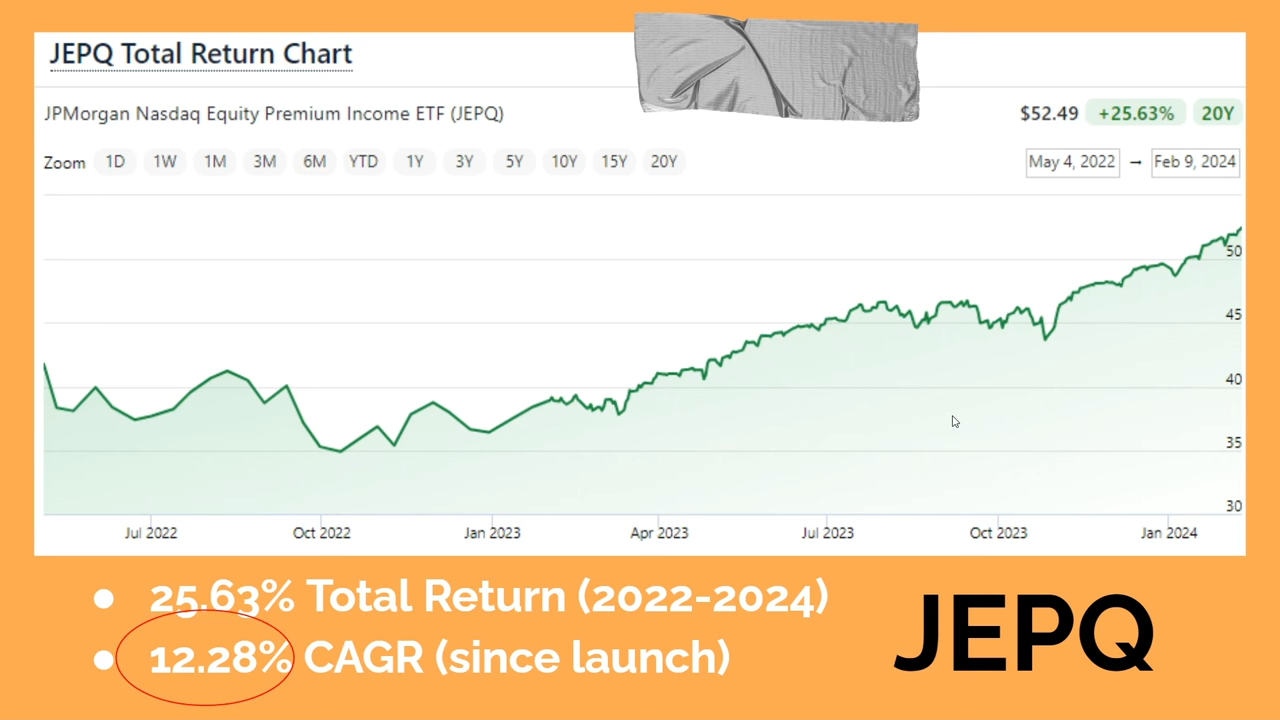 JEPQ Total Return Chart
JPMorgan Nasdaq Equity Premium Income ETF (JEPQ)
$52.49 +25.63% 20Y
Zoom 1D 1W 1M 3M 6M YTD 1Y 3Y 5Y 10Y 15Y 20Y
May 4, 2022 → Feb 9, 2024
50
45
40
35
30
Jul 2022 Oct 2022 Jan 2023 Apr 2023 Jul 2023 Oct 2023 Jan 2024
● 25.63% Total Return (2022-2024)
● 12.28% CAGR (since launch)
JEPQ